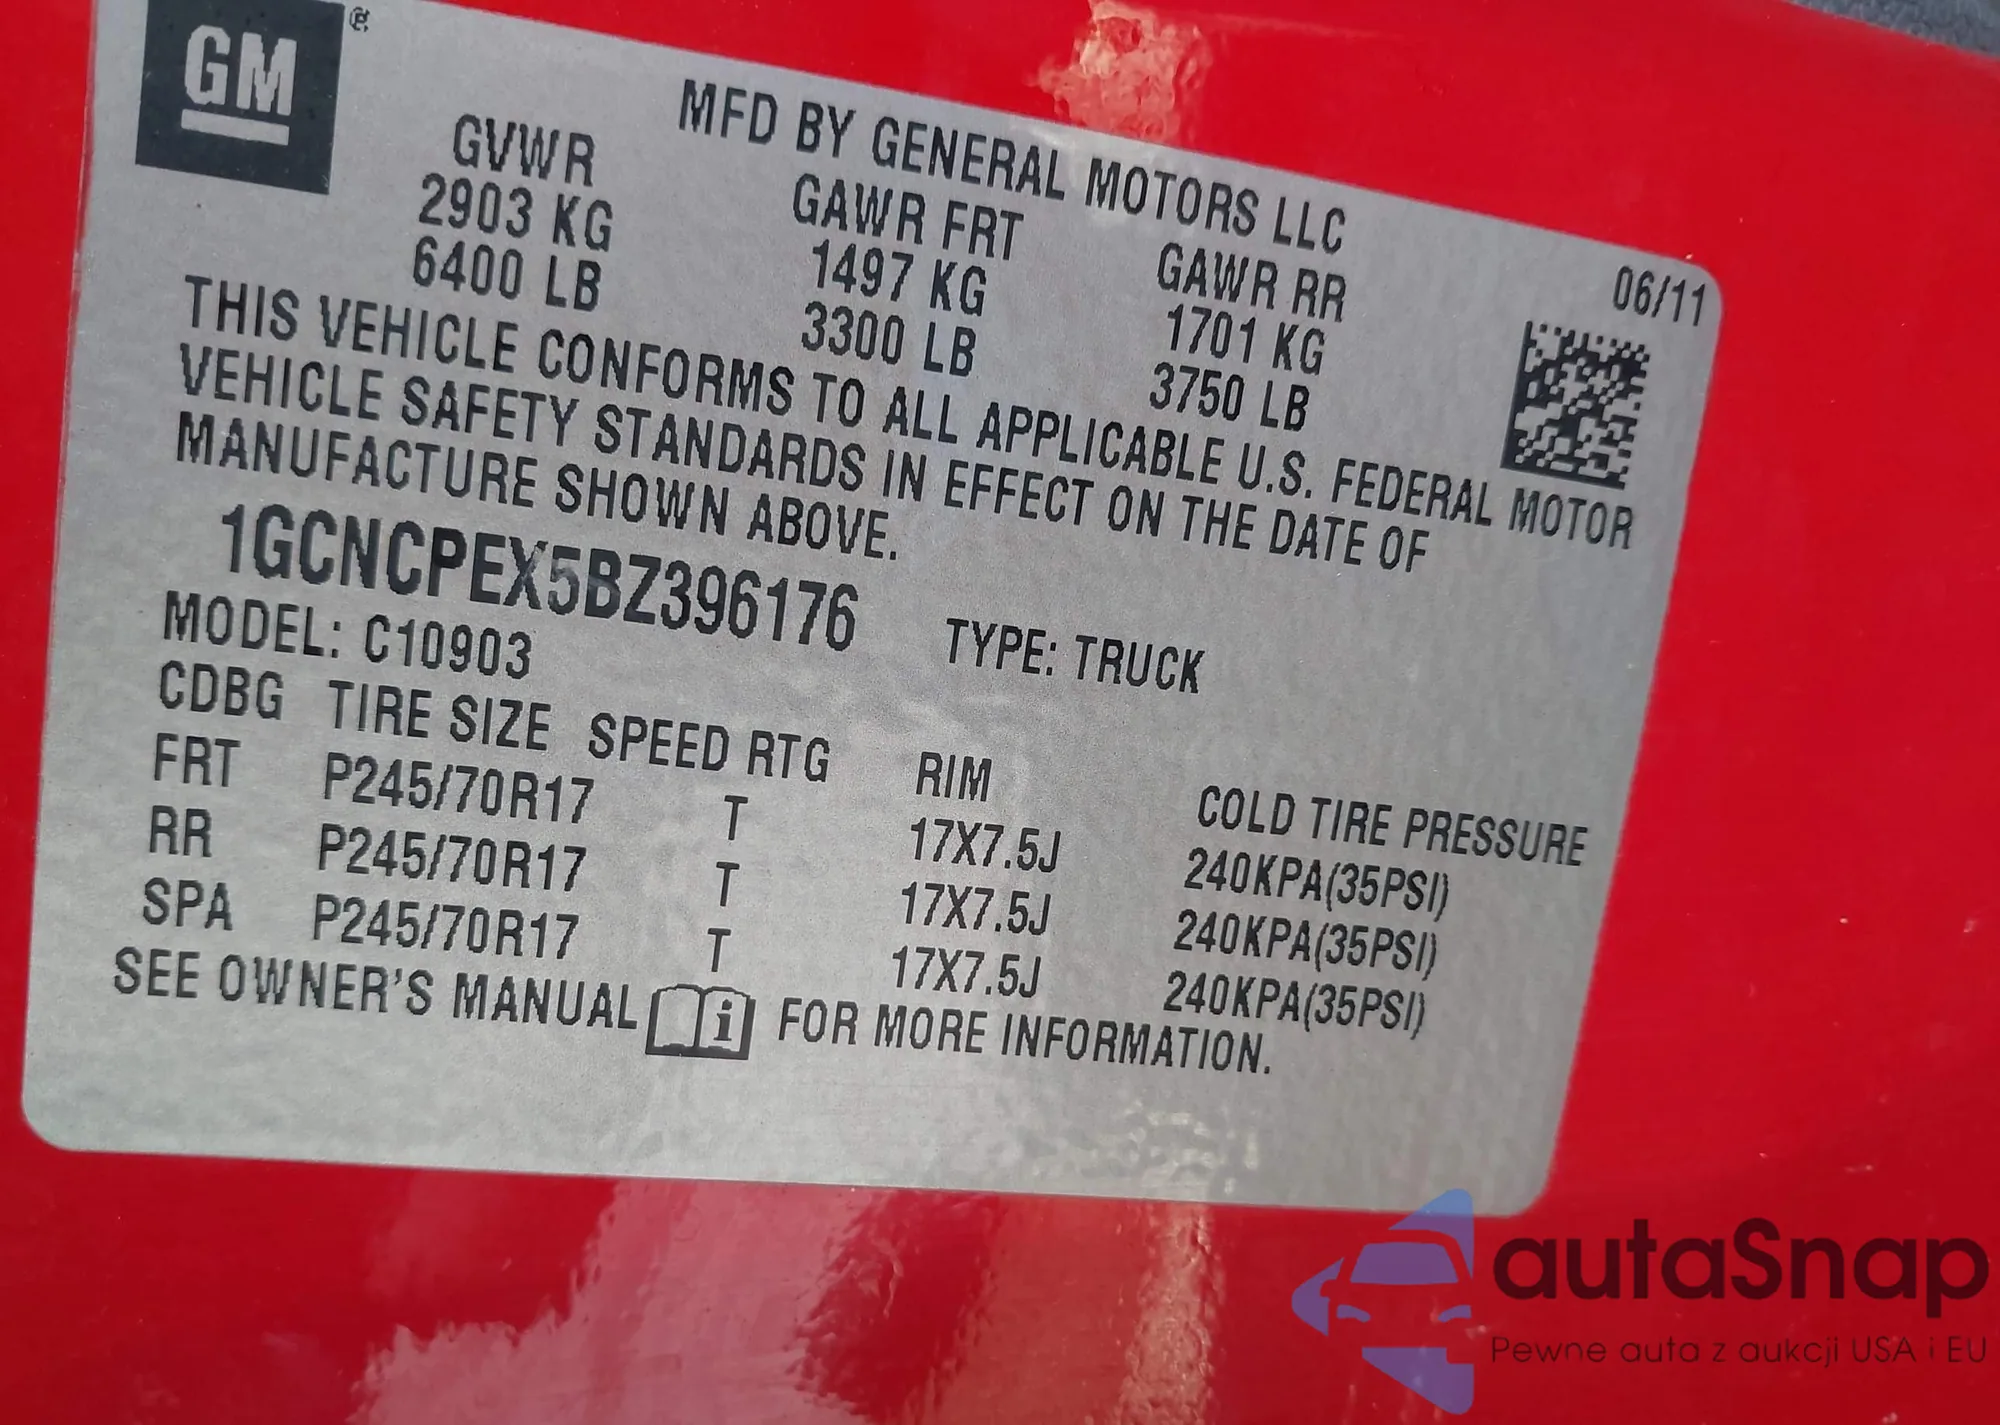 GM®
MFD BY GENERAL MOTORS LLC 06/11
GVWR GAWR FRT GAWR RR
2903 KG 1497 KG 1701 KG
6400 LB 3300 LB 3750 LB
THIS VEHICLE CONFORMS TO ALL APPLICABLE U.S. FEDERAL MOTOR
VEHICLE SAFETY STANDARDS IN EFFECT ON THE DATE OF
MANUFACTURE SHOWN ABOVE.
1GCNCPEX5BZ396176 TYPE: TRUCK
MODEL: C10903
CDBG TIRE SIZE SPEED RTG RIM COLD TIRE PRESSURE
FRT P245/70R17 T 17X7.5J 240KPA(35PSI)
RR P245/70R17 T 17X7.5J 240KPA(35PSI)
SPA P245/70R17 T 17X7.5J 240KPA(35PSI)
SEE OWNER'S MANUAL i FOR MORE INFORMATION.
autaSnap
Pewne auta z aukcji USA i EU